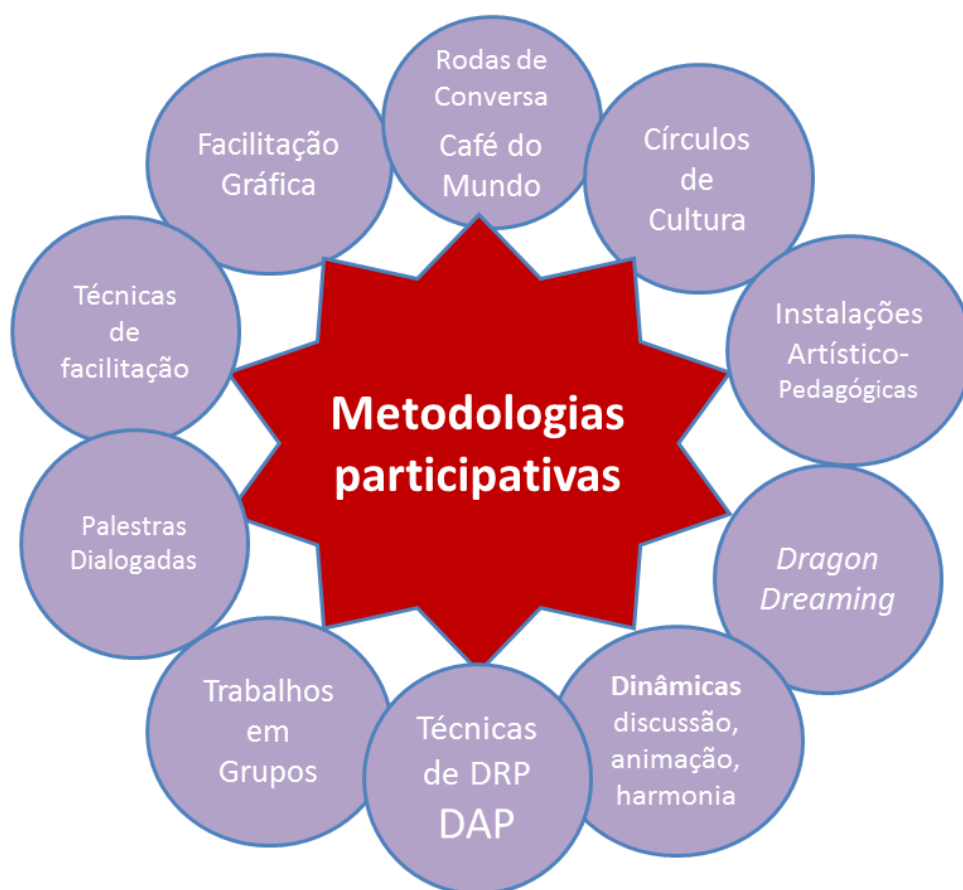 Rodas de
Conversa
Café do
Mundo
Círculos
de
Cultura
Instalações
Artístico-
Pedagógicas
Dragon
Dreaming
Dinâmicas
discussão,
animação,
harmonia
Técnicas
de DRP
DAP
Trabalhos
em
Grupos
Palestras
Dialogadas
Técnicas
de
facilitação
Facilitação
Gráfica
Metodologias
participativas